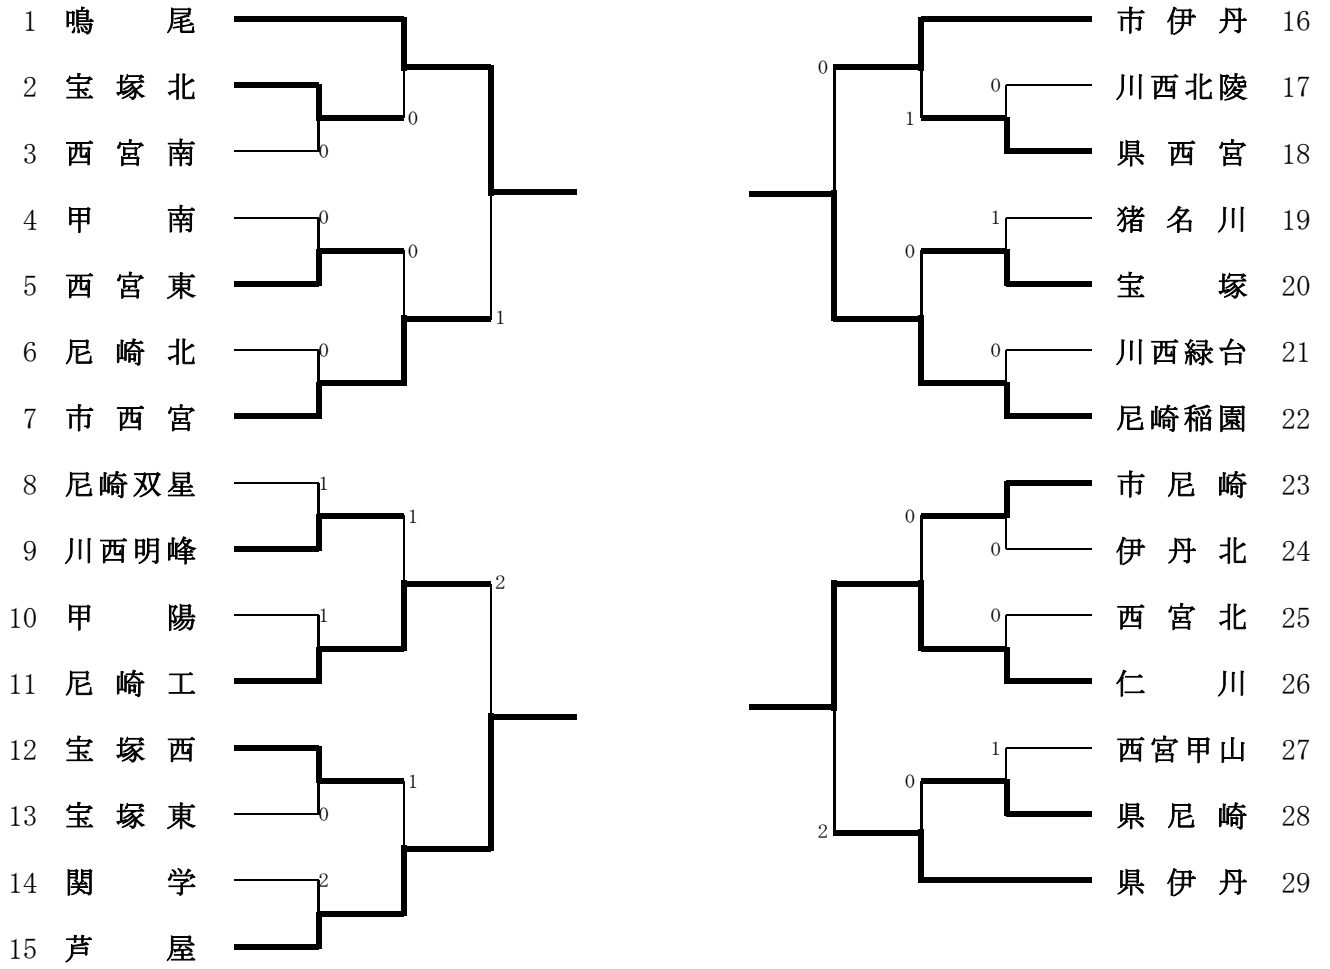 1 鳴尾
2 宝塚北
0
3 西宮南
0
4 甲南
0
0
5 西宮東
1
6 尼崎北
0
7 市西宮
8 尼崎双星
1
1
9 川西明峰
2
10 甲陽
1
11 尼崎工
12 宝塚西
1
13 宝塚東
0
14 関学
2
15 芦屋
市伊丹 16
0
0
川西北陵 17
1
県西宮 18
1
猪名川 19
0
宝塚 20
0
川西緑台 21
尼崎稲園 22
市尼崎 23
0
0
伊丹北 24
0
西宮北 25
仁川 26
1
西宮甲山 27
0
県尼崎 28
2
県伊丹 29